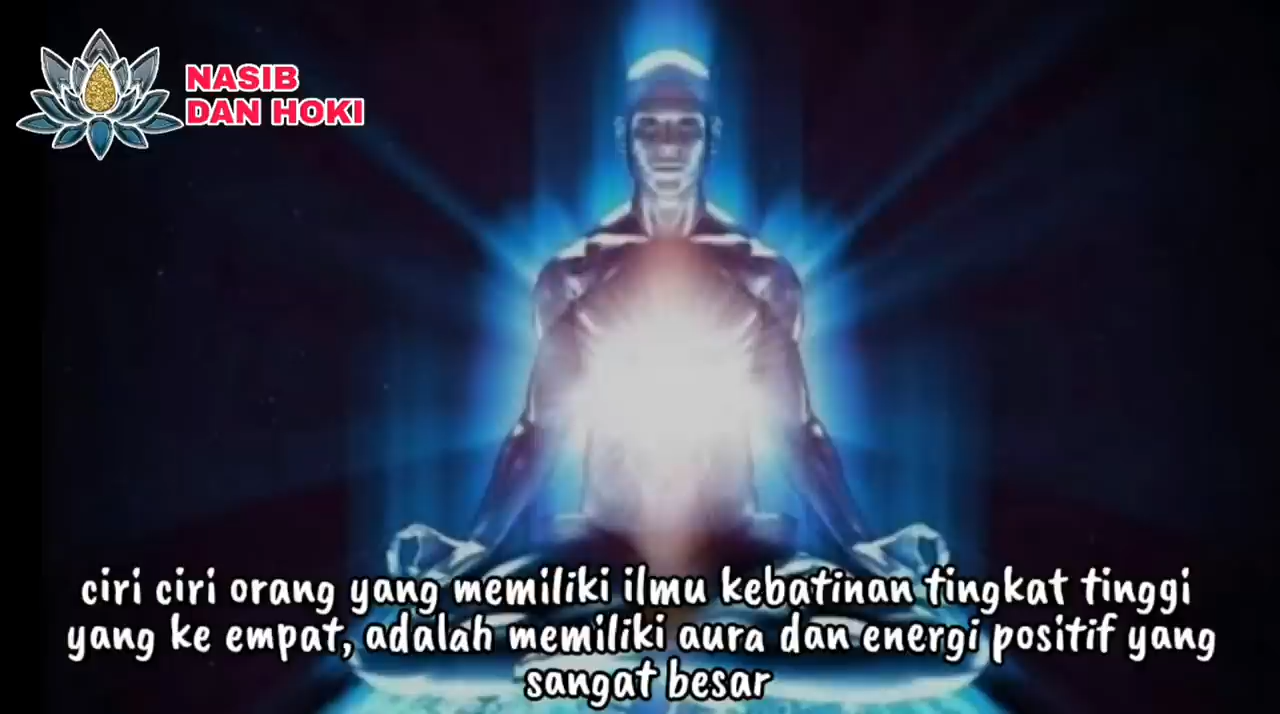 NASIB
DAN HOKI
ciri ciri orang yang memiliki ilmu kebatinan tingkat tinggi
yang ke empat, adalah memiliki aura dan energi positif yang
sangat besar